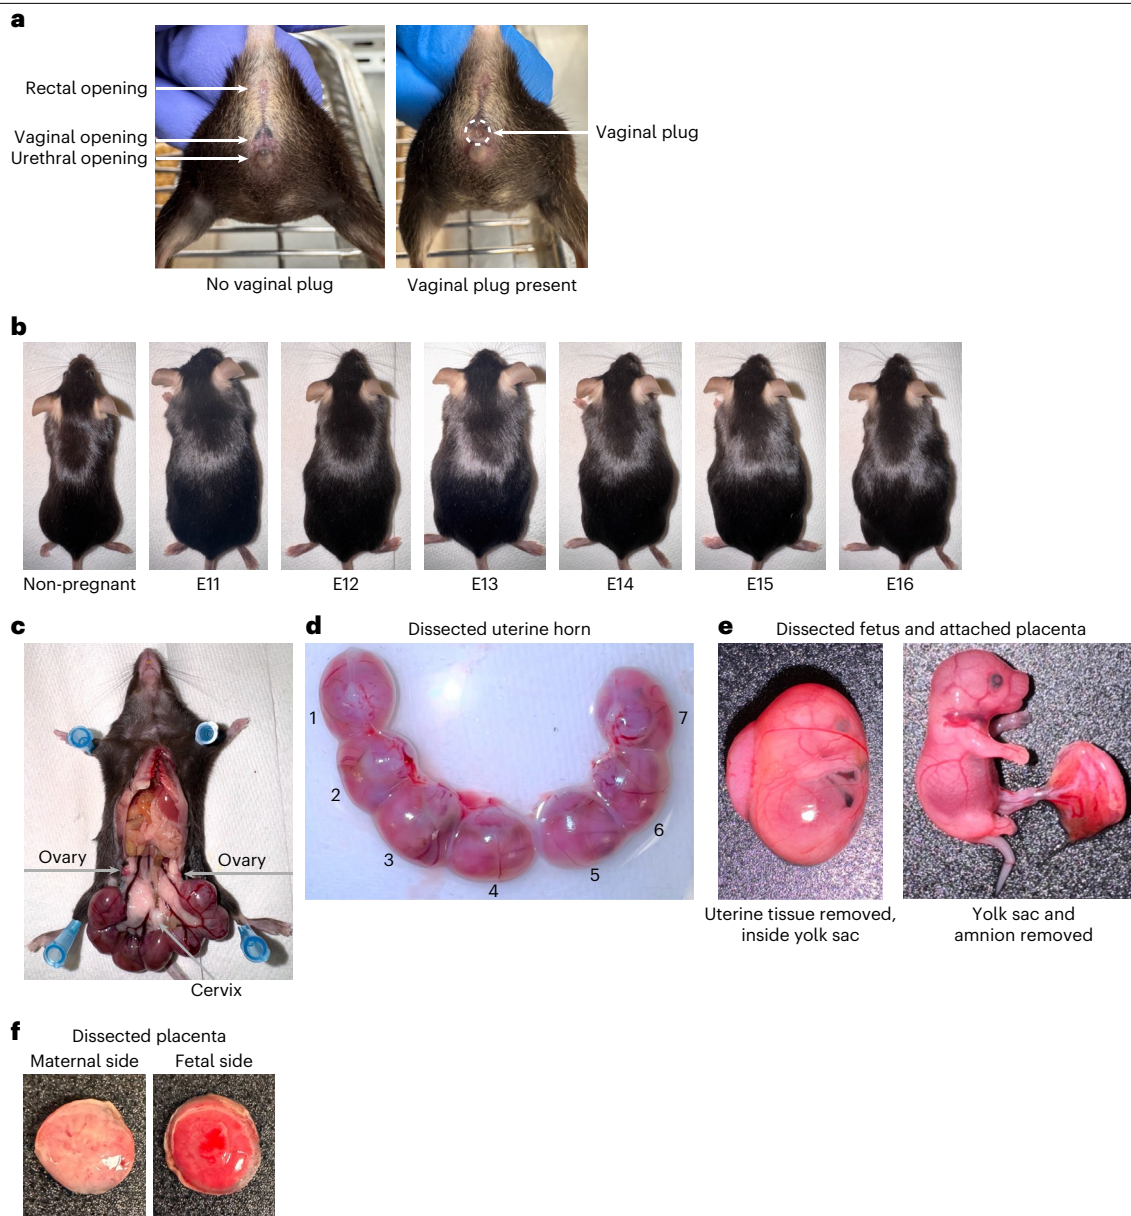 a
Rectal opening
Vaginal opening
Urethral opening
Vaginal plug
No vaginal plug
Vaginal plug present
b
Non-pregnant
E11
E12
E13
E14
E15
E16
c
Ovary
Ovary
Cervix
d
Dissected uterine horn
1
2
3
4
5
6
7
e
Dissected fetus and attached placenta
Uterine tissue removed,
inside yolk sac
Yolk sac and
amnion removed
f
Dissected placenta
Maternal side
Fetal side